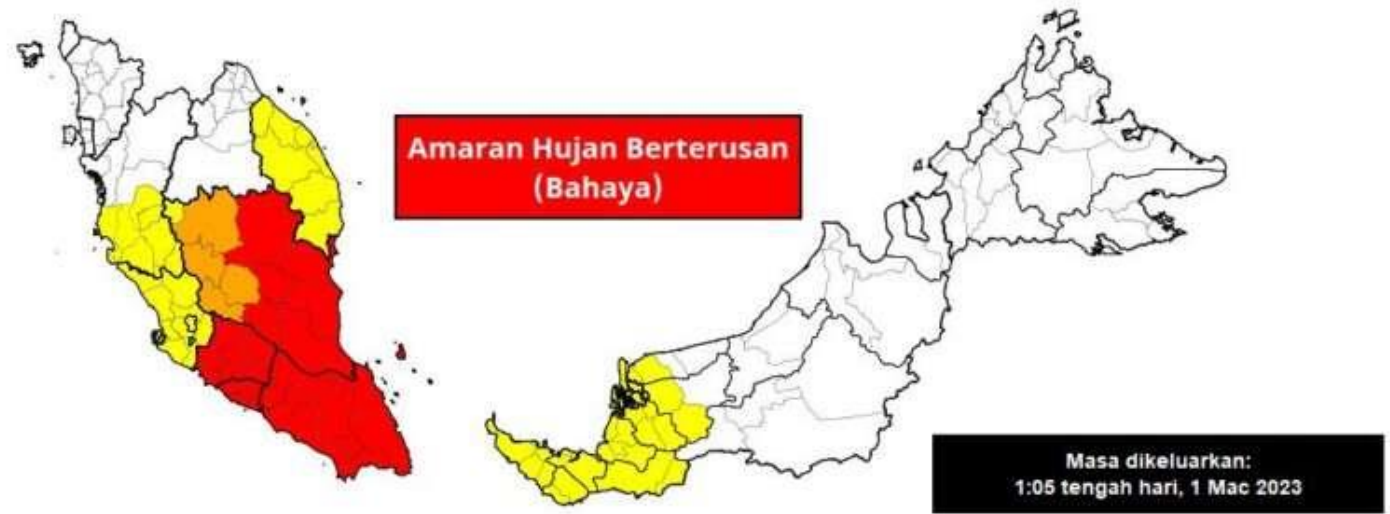 Amaran Hujan Berterusan
(Bahaya)
Masa dikeluarkan:
1:05 tengah hari, 1 Mac 2023